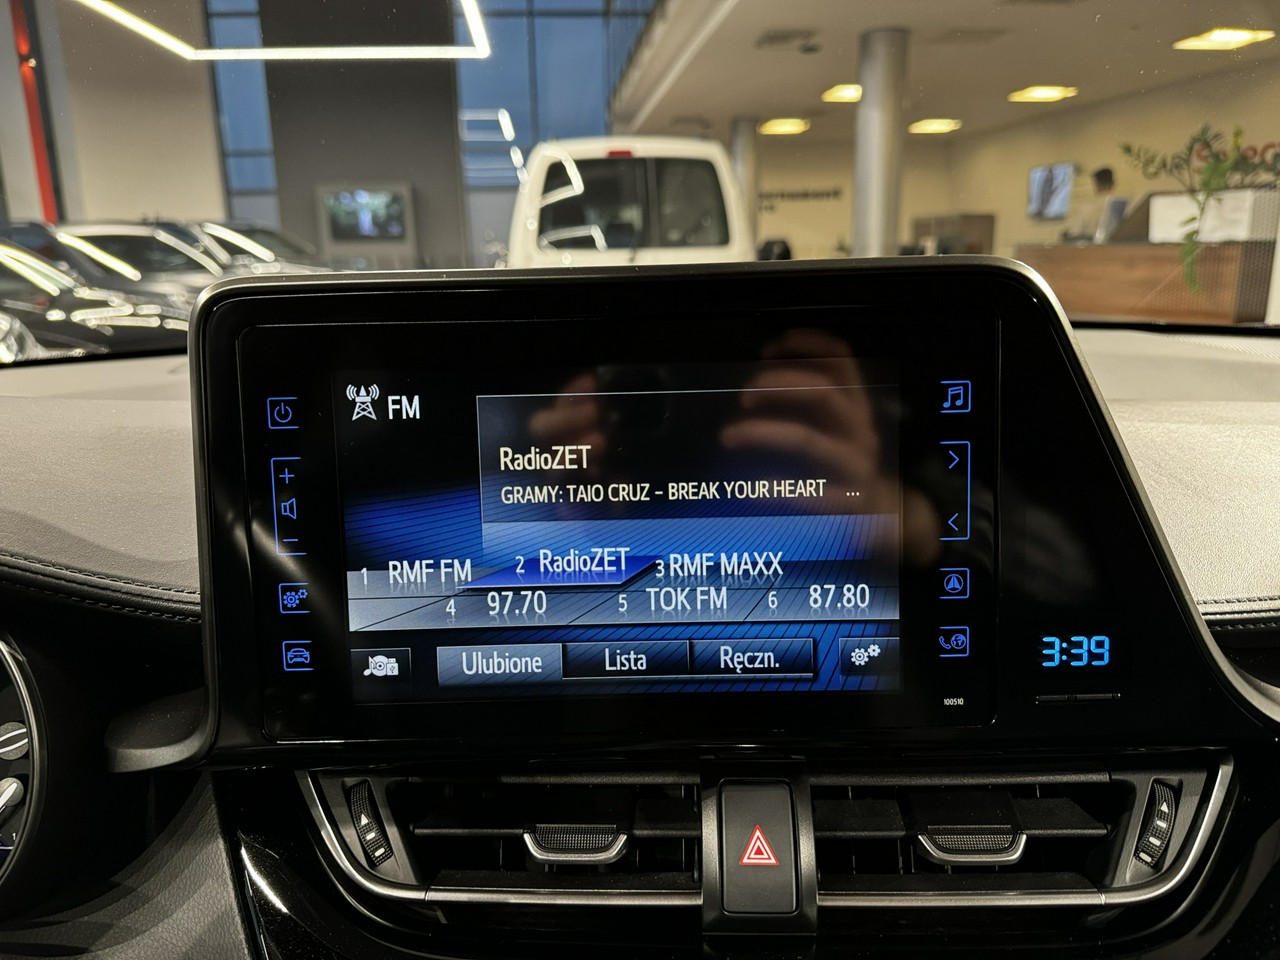 FM
RadioZET
GRAMY: TAIO CRUZ - BREAK YOUR HEART ...
1 RMF FM 2 RadioZET 3 RMF MAXX
4 97.70 5 TOK FM 6 87.80
Ulubione Lista Ręczn.
100510
3:39